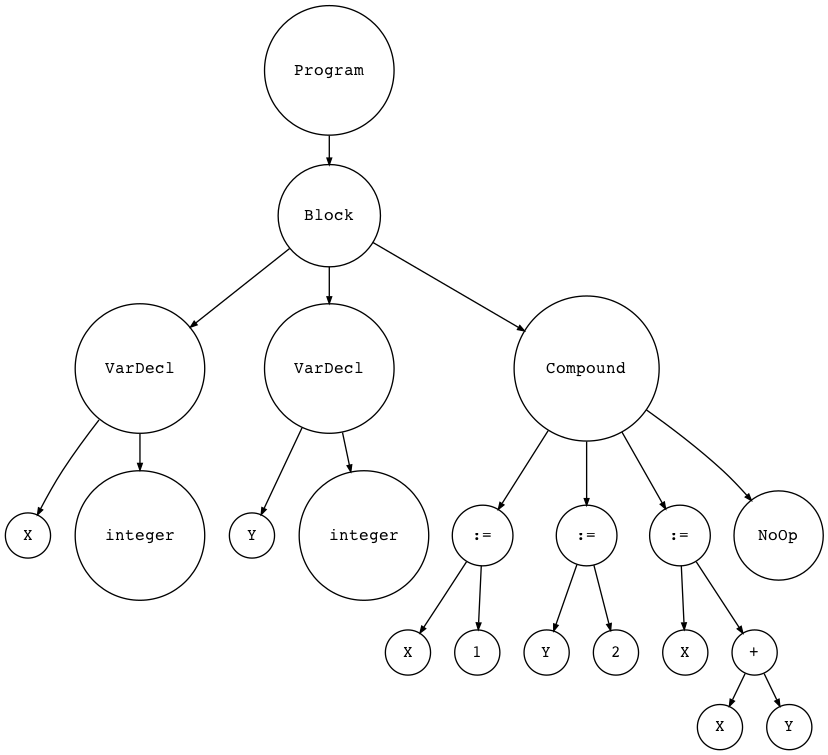 Program
Block
VarDecl
VarDecl
Compound
X
integer
Y
integer
:=
:=
:=
NoOp
X
1
Y
2
X
+
X
Y